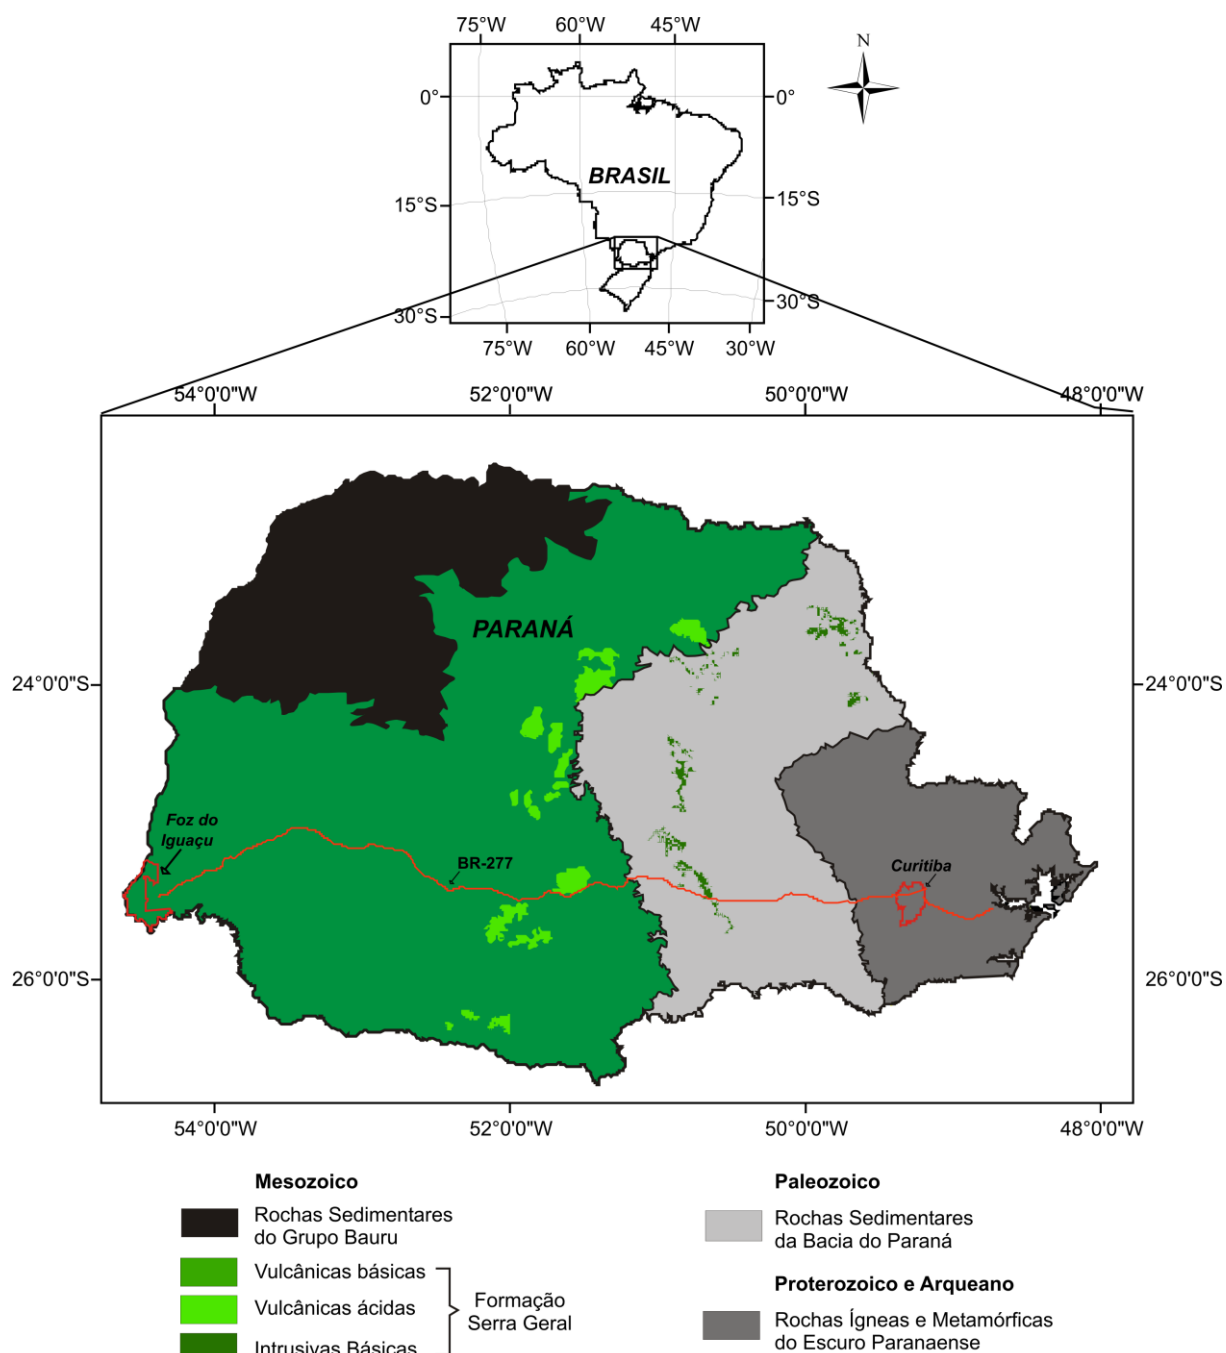 75°W 60°W 45°W
N
0° 0°
BRASIL
15°S 15°S
30°S 30°S
75°W 60°W 45°W 30°W
54°0'0"W 52°0'0"W 50°0'0"W 48°0'0"W
PARANÁ
24°0'0"S 24°0'0"S
Foz do
Iguaçu
BR-277
Curitiba
26°0'0"S 26°0'0"S
54°0'0"W 52°0'0"W 50°0'0"W 48°0'0"W
Mesozoico
Rochas Sedimentares
do Grupo Bauru
Vulcânicas básicas
Vulcânicas ácidas
Intrusivas Básicas
Formação
Serra Geral
Paleozoico
Rochas Sedimentares
da Bacia do Paraná
Proterozoico e Arqueano
Rochas Ígneas e Metamórficas
do Escuro Paranaense